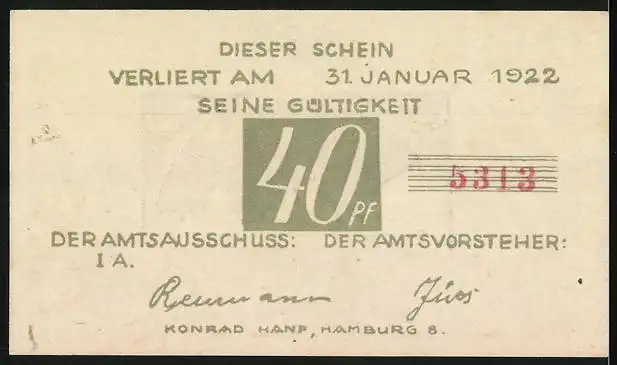 DIESER SCHEIN
VERLIERT AM 31. JANUAR 1922
SEINE GÜLTIGKEIT
40 PF
5313
DER AMTSAUSSCHUSS: DER AMTSVORSTEHER:
I A.
KONRAD HANF, HAMBURG 8.